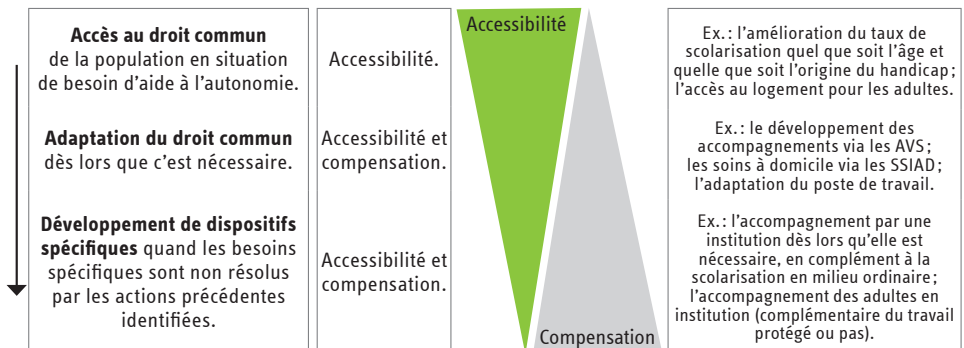 Accès au droit commun
de la population en situation
de besoin d'aide à l'autonomie.
Accessibilité.
Accessibilité
Ex. : l'amélioration du taux de
scolarisation quel que soit l'âge et
quelle que soit l'origine du handicap ;
l'accès au logement pour les adultes.
Adaptation du droit commun
dès lors que c'est nécessaire.
Accessibilité et
compensation.
Ex. : le développement des
accompagnements via les AVS ;
les soins à domicile via les SSIAD ;
l'adaptation du poste de travail.
Développement de dispositifs
spécifiques quand les besoins
spécifiques sont non résolus
par les actions précédentes
identifiées.
Accessibilité et
compensation.
Compensation
Ex. : l'accompagnement par une
institution dès lors qu'elle est
nécessaire, en complément à la
scolarisation en milieu ordinaire ;
l'accompagnement des adultes en
institution (complémentaire du travail
protégé ou pas).